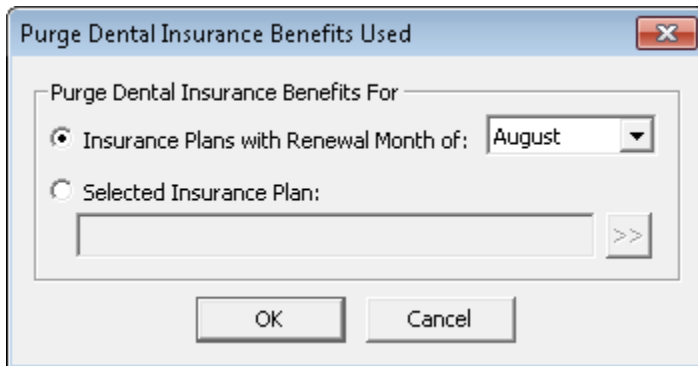 Purge Dental Insurance Benefits Used
Purge Dental Insurance Benefits For
Insurance Plans with Renewal Month of: August
Selected Insurance Plan:
>>
OK Cancel